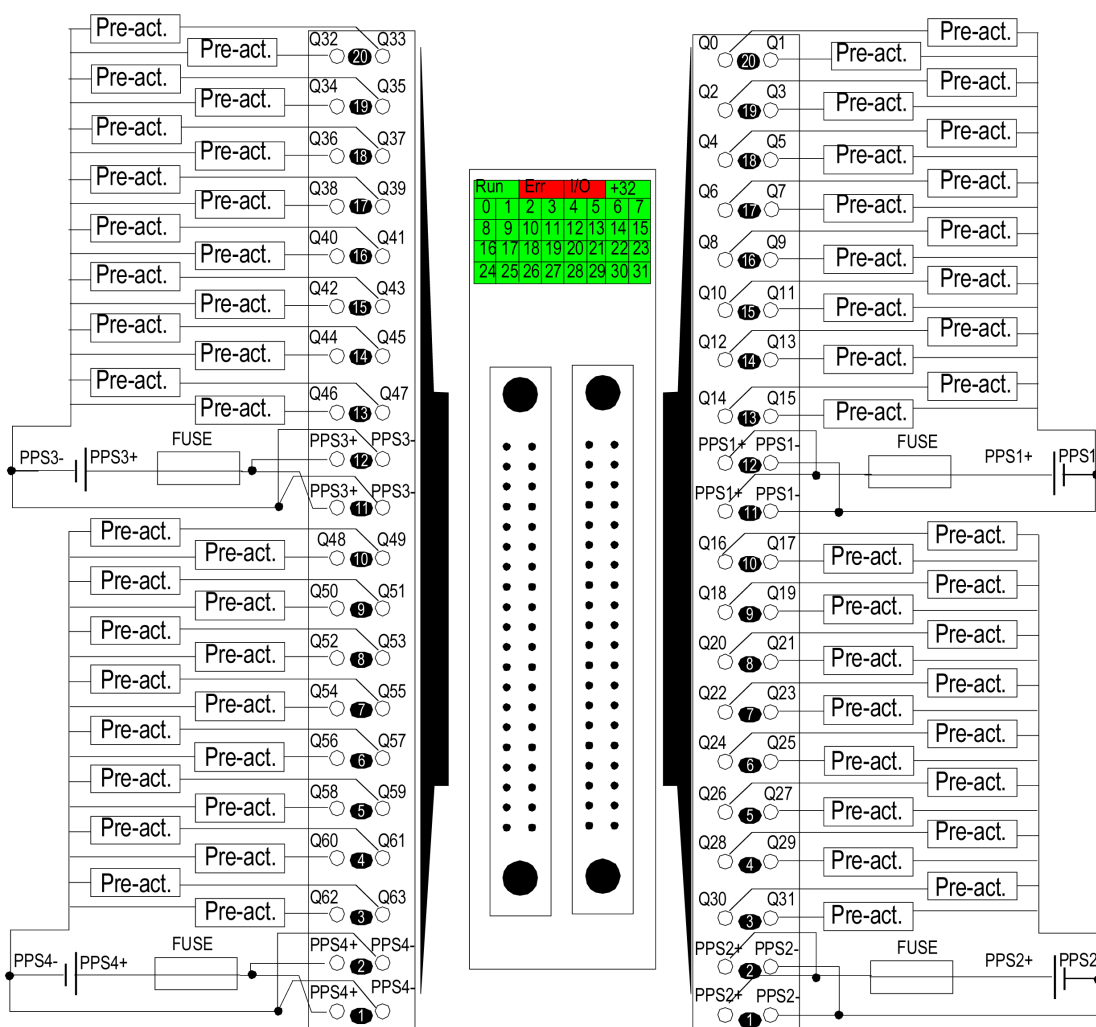 Pre-act.
Q32 Q33
Pre-act. 20
Pre-act.
Q34 Q35
Pre-act. 19
Pre-act.
Q36 Q37
Pre-act. 18
Pre-act.
Q38 Q39
Pre-act. 17
Pre-act.
Q40 Q41
Pre-act. 16
Pre-act.
Q42 Q43
Pre-act. 15
Pre-act.
Q44 Q45
Pre-act. 14
Pre-act.
Q46 Q47
Pre-act. 13
FUSE PPS3+ PPS3-
PPS3- PPS3+ 12
PPS3+ PPS3-
11
Pre-act.
Q48 Q49
Pre-act. 10
Pre-act.
Q50 Q51
Pre-act. 9
Pre-act.
Q52 Q53
Pre-act. 8
Pre-act.
Q54 Q55
Pre-act. 7
Pre-act.
Q56 Q57
Pre-act. 6
Pre-act.
Q58 Q59
Pre-act. 5
Pre-act.
Q60 Q61
Pre-act. 4
Pre-act.
Q62 Q63
Pre-act. 3
FUSE PPS4+ PPS4-
PPS4- PPS4+ 2
PPS4+ PPS4-
1
Run Err I/O +32
0 1 2 3 4 5 6 7
8 9 10 11 12 13 14 15
16 17 18 19 20 21 22 23
24 25 26 27 28 29 30 31
Pre-act.
Q0 Q1
20 Pre-act.
Pre-act.
Q2 Q3
19 Pre-act.
Pre-act.
Q4 Q5
18 Pre-act.
Pre-act.
Q6 Q7
17 Pre-act.
Pre-act.
Q8 Q9
16 Pre-act.
Pre-act.
Q10 Q11
15 Pre-act.
Pre-act.
Q12 Q13
14 Pre-act.
Pre-act.
Q14 Q15
13 Pre-act.
PPS1+ PPS1- FUSE
12 PPS1+ PPS1
PPS1+ PPS1-
11
Pre-act.
Q16 Q17
10 Pre-act.
Pre-act.
Q18 Q19
9 Pre-act.
Pre-act.
Q20 Q21
8 Pre-act.
Pre-act.
Q22 Q23
7 Pre-act.
Pre-act.
Q24 Q25
6 Pre-act.
Pre-act.
Q26 Q27
5 Pre-act.
Pre-act.
Q28 Q29
4 Pre-act.
Pre-act.
Q30 Q31
3 Pre-act.
PPS2+ PPS2- FUSE
2 PPS2+ PPS2
PPS2+ PPS2-
1